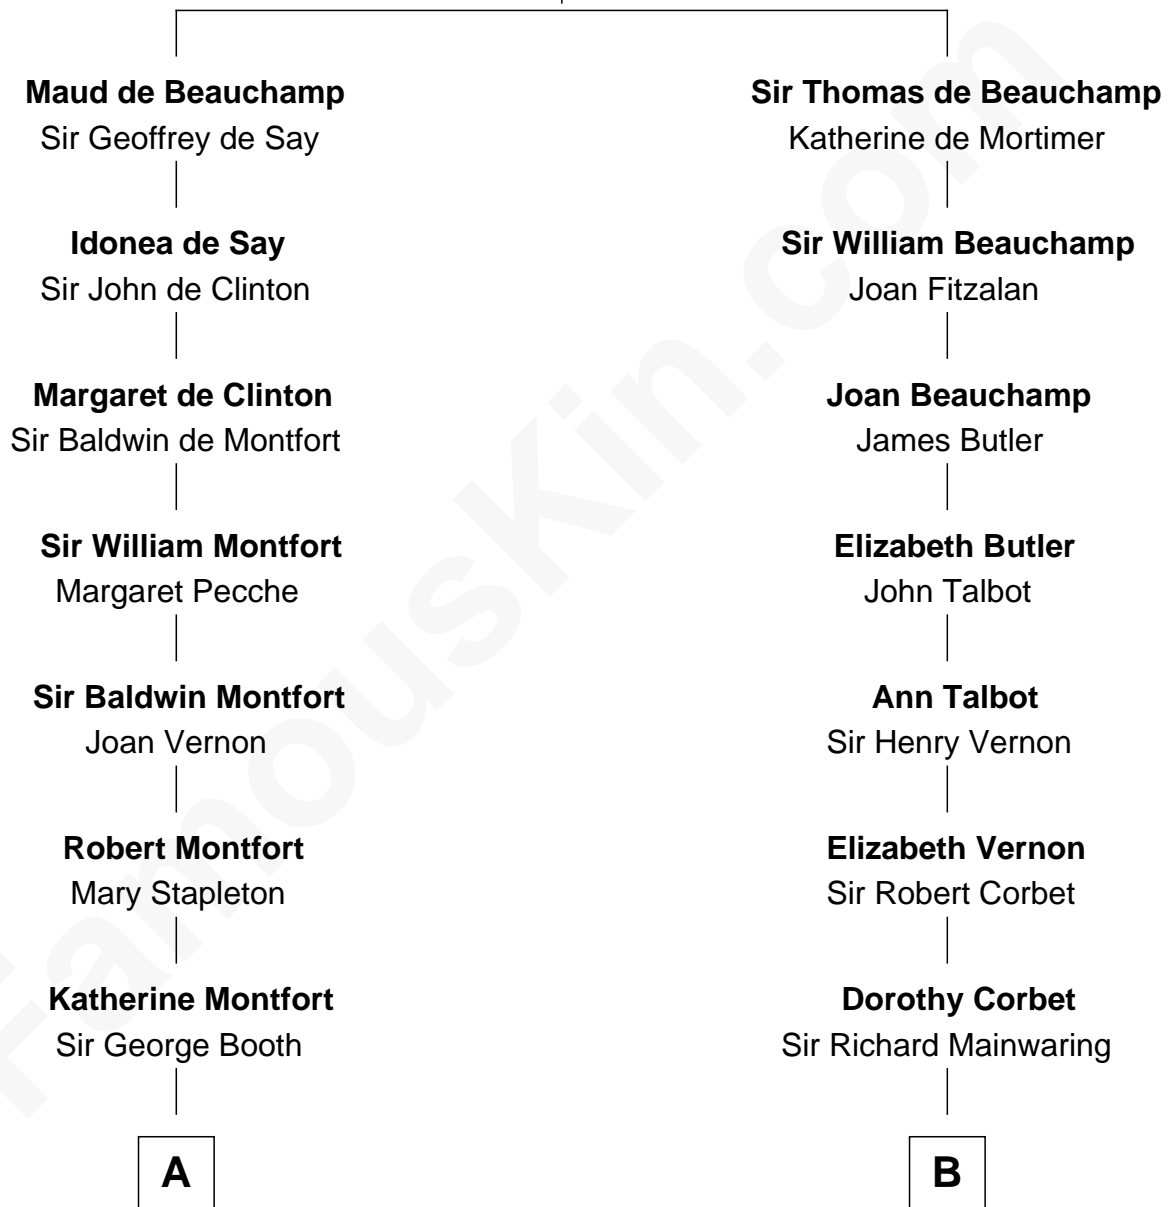 Maud de Beauchamp
Sir Geoffrey de Say
Idonea de Say
Sir John de Clinton
Margaret de Clinton
Sir Baldwin de Montfort
Sir William Montfort
Margaret Pecche
Sir Baldwin Montfort
Joan Vernon
Robert Montfort
Mary Stapleton
Katherine Montfort
Sir George Booth
A
Sir Thomas de Beauchamp
Katherine de Mortimer
Sir William Beauchamp
Joan Fitzalan
Joan Beauchamp
James Butler
Elizabeth Butler
John Talbot
Ann Talbot
Sir Henry Vernon
Elizabeth Vernon
Sir Robert Corbet
Dorothy Corbet
Sir Richard Mainwaring
B
FamousKin.com